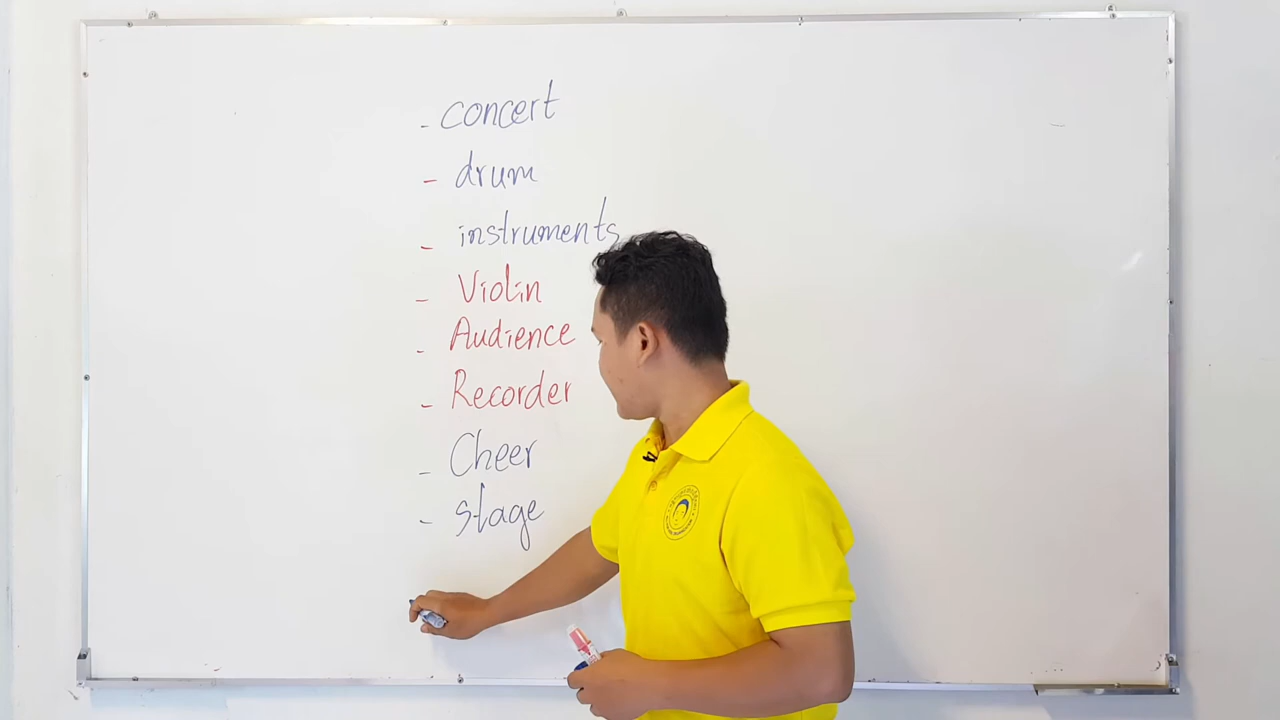 - concert
- drum
- instruments
- Violin
- Audience
- Recorder
- Cheer
- stage